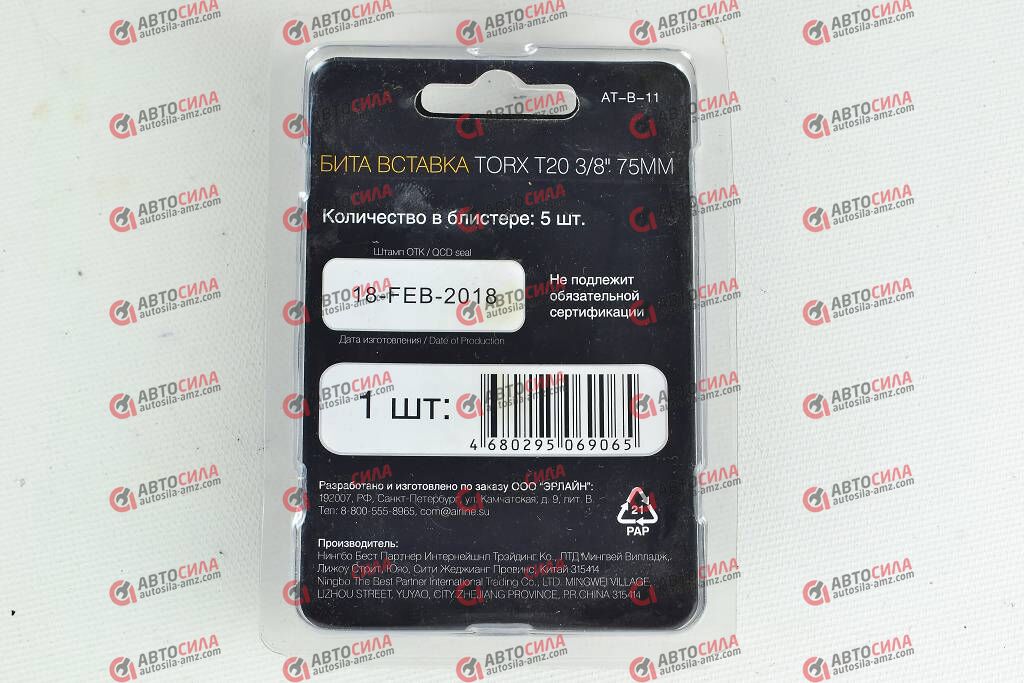 AT-B-11
БИТА ВСТАВКА TORX T20 3/8" 75ММ
Количество в блистере: 5 шт.
Штамп ОТК / QCD seal
18-FEB-2018
Дата изготовления / Date of Production
Не подлежит
обязательной
сертификации
1 шт:
4 680295 069065
Разработано и изготовлено по заказу ООО "ЭРЛАЙН":
192007, РФ, Санкт-Петербург, ул. Камчатская, д. 9, лит. В.
Тел: 8-800-555-8965, com@airline.su
21
PAP
Производитель:
Нингбо Бест Партнер Интернейшнл Трэйдинг Ко., ЛТД, Мингвей Вилладж,
Лижоу Стрит, Юяо, Сити Жеджианг Провинс, Китай 315414
Ningbo The Best Partner International Trading Co., LTD. MINGWEI VILLAGE,
LIZHOU STREET, YUYAO, CITY ZHEJIANG PROVINCE, P.R.CHINA 315414
АВТОСИЛА
autosila-amz.com